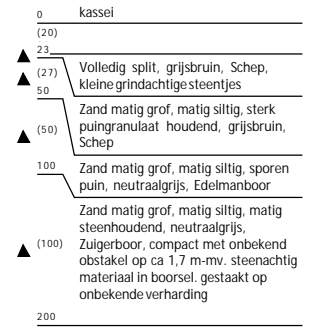 0 kassei
(20)
23
Volledig split, grijsbruin, Schep,
(27) kleine grindachtige steentjes
50
Zand matig grof, matig siltig, sterk
puingranulaat houdend, grijsbruin,
(50) Schep
100
Zand matig grof, matig siltig, sporen
puin, neutraalgrijs, Edelmanboor
Zand matig grof, matig siltig, matig
steenhoudend, neutraalgrijs,
(100) Zuigerboor, compact met onbekend
obstakel op ca 1,7 m-mv. steenachtig
materiaal in boorsel. gestaakt op
onbekende verharding
200